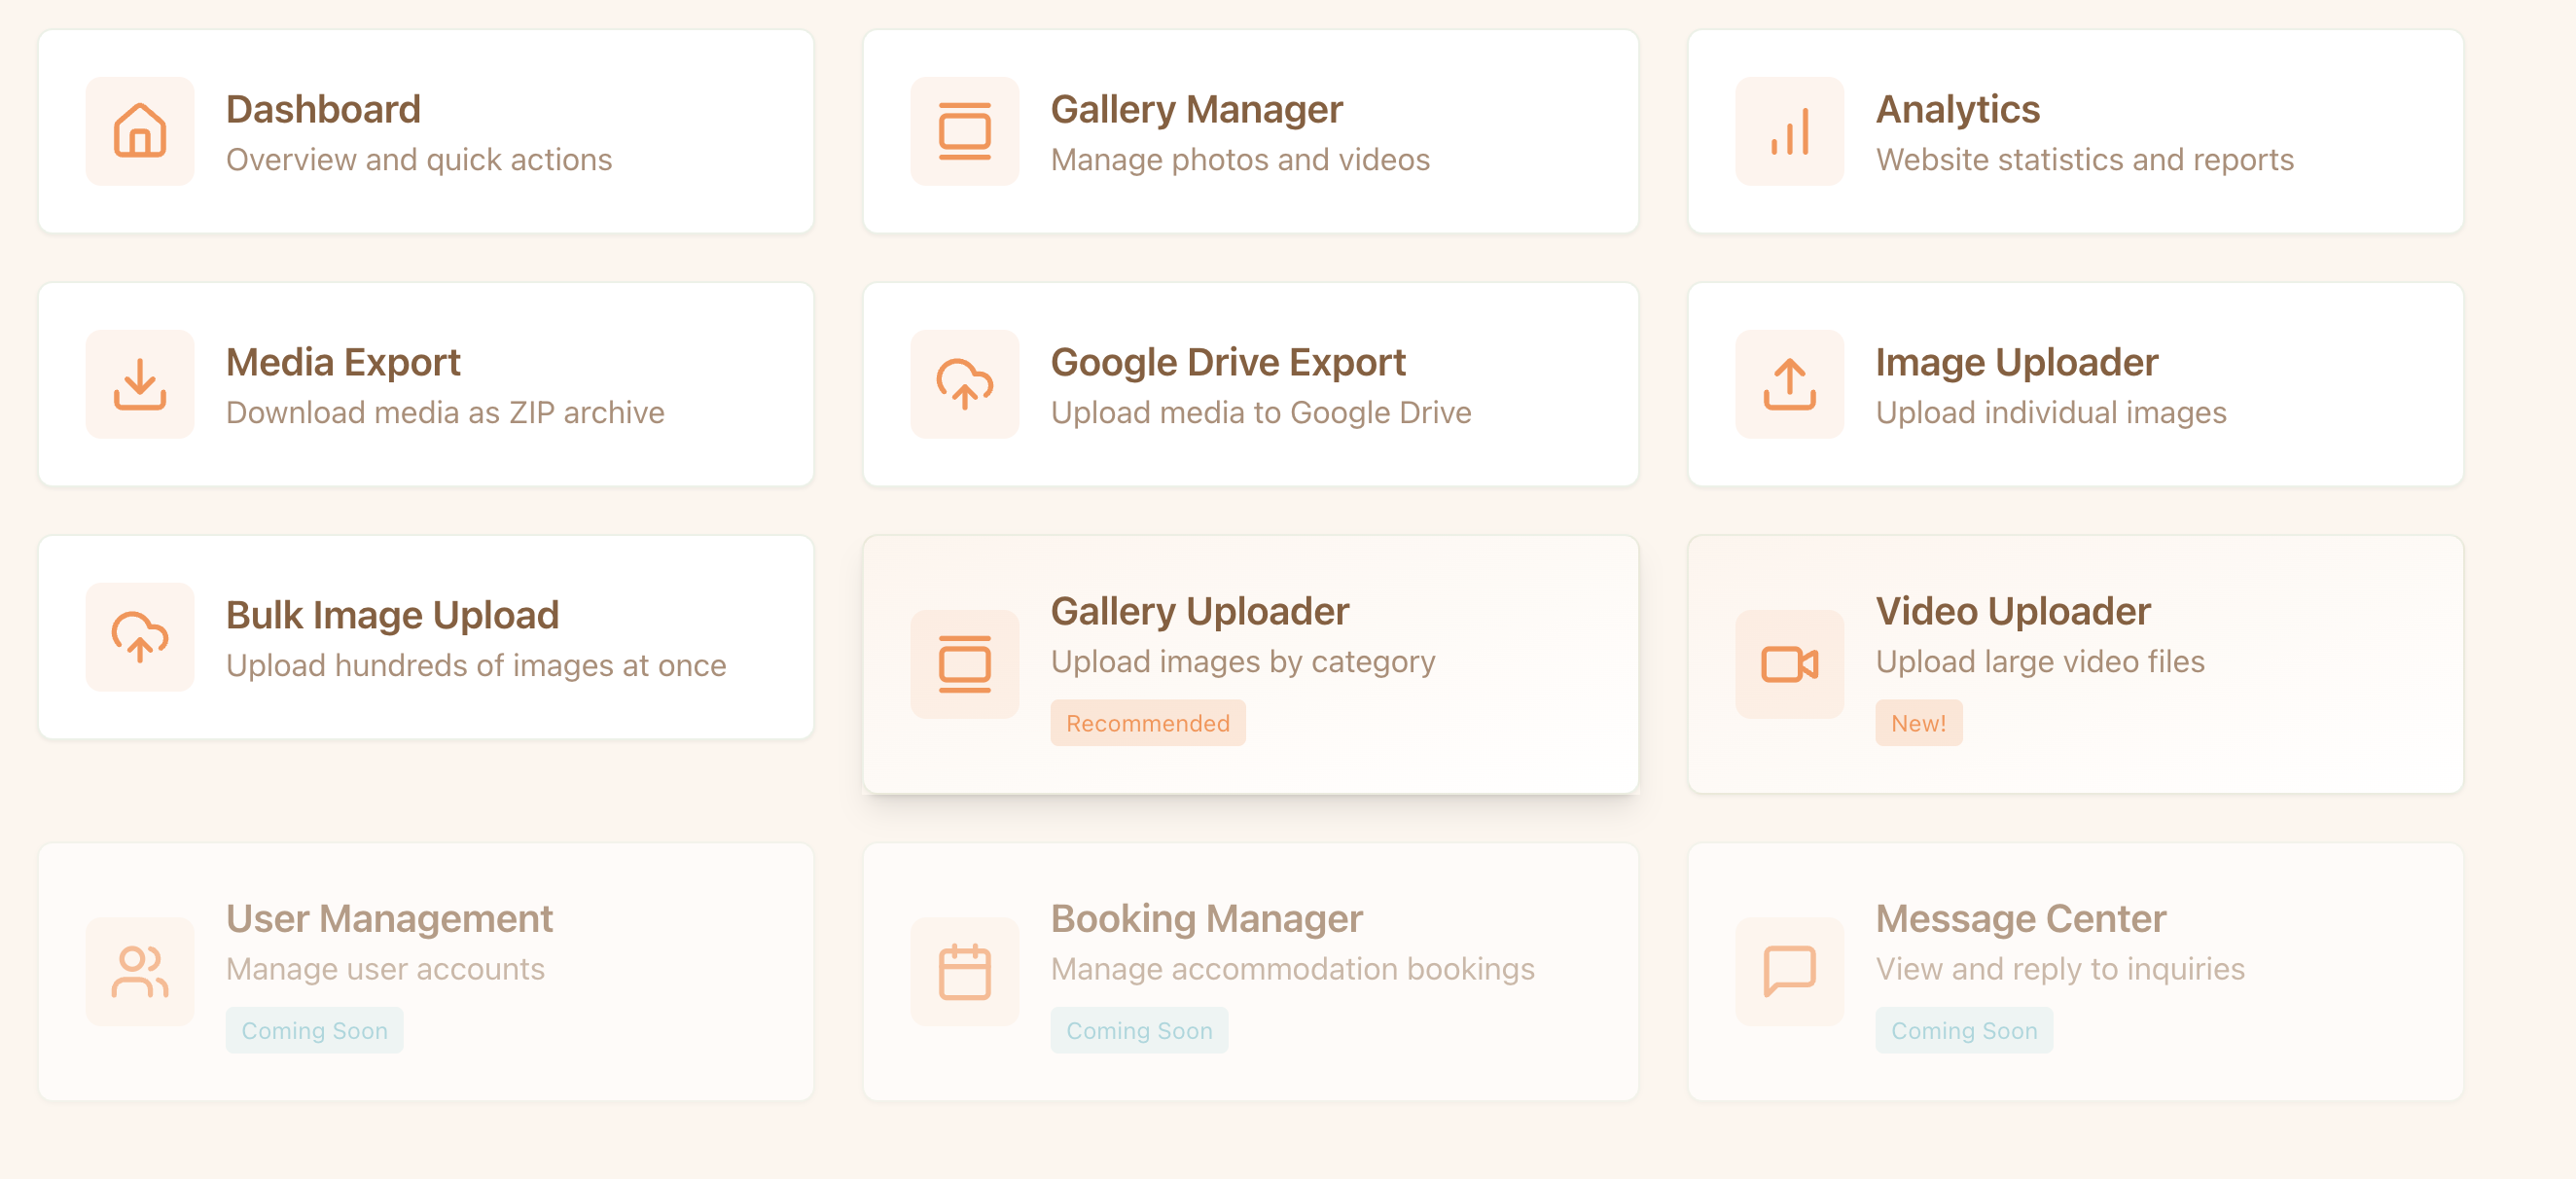 Dashboard
Overview and quick actions
Gallery Manager
Manage photos and videos
Analytics
Website statistics and reports
Media Export
Download media as ZIP archive
Google Drive Export
Upload media to Google Drive
Image Uploader
Upload individual images
Bulk Image Upload
Upload hundreds of images at once
Gallery Uploader
Upload images by category
Recommended
Video Uploader
Upload large video files
New!
User Management
Manage user accounts
Coming Soon
Booking Manager
Manage accommodation bookings
Coming Soon
Message Center
View and reply to inquiries
Coming Soon